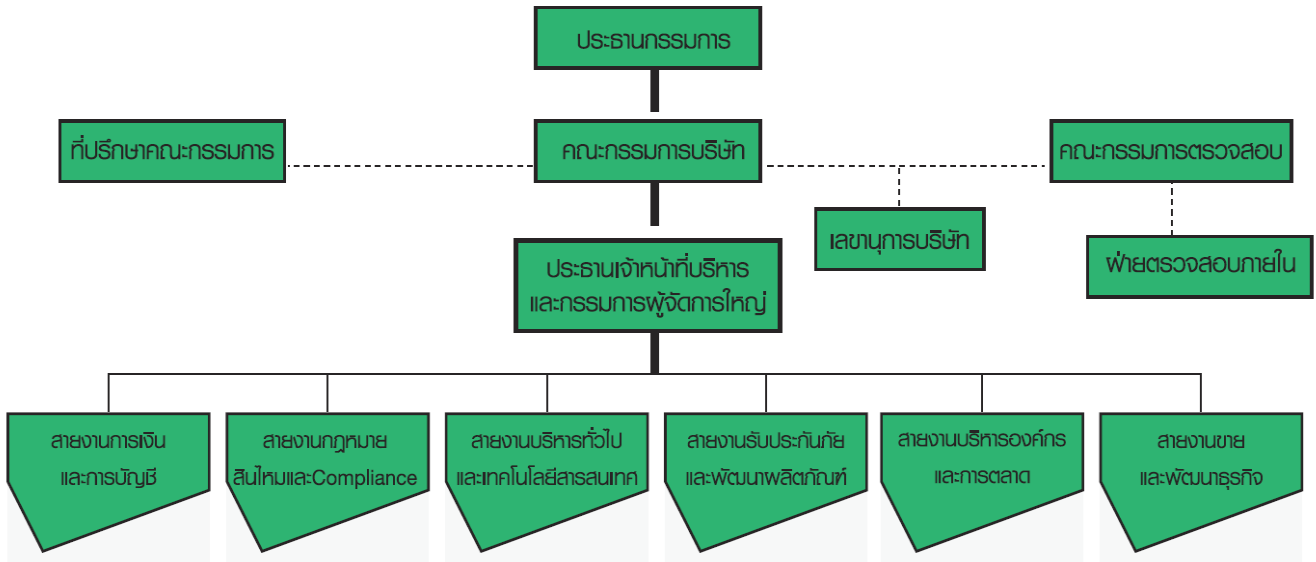 ประธานกรรมการ
ที่ปรึกษาคณะกรรมการ
คณะกรรมการบริษัท
คณะกรรมการตรวจสอบ
เลขานุการบริษัท
ฝ่ายตรวจสอบภายใน
ประธานเจ้าหน้าที่บริหาร
และกรรมการผู้จัดการใหญ่
สายงานการเงิน
และการบัญชี
สายงานกฎหมาย
สินไหมและCompliance
สายงานบริหารทั่วไป
และเทคโนโลยีสารสนเทศ
สายงานรับประกันภัย
และพัฒนาผลิตภัณฑ์
สายงานบริหารองค์กร
และการตลาด
สายงานขาย
และพัฒนาธุรกิจ